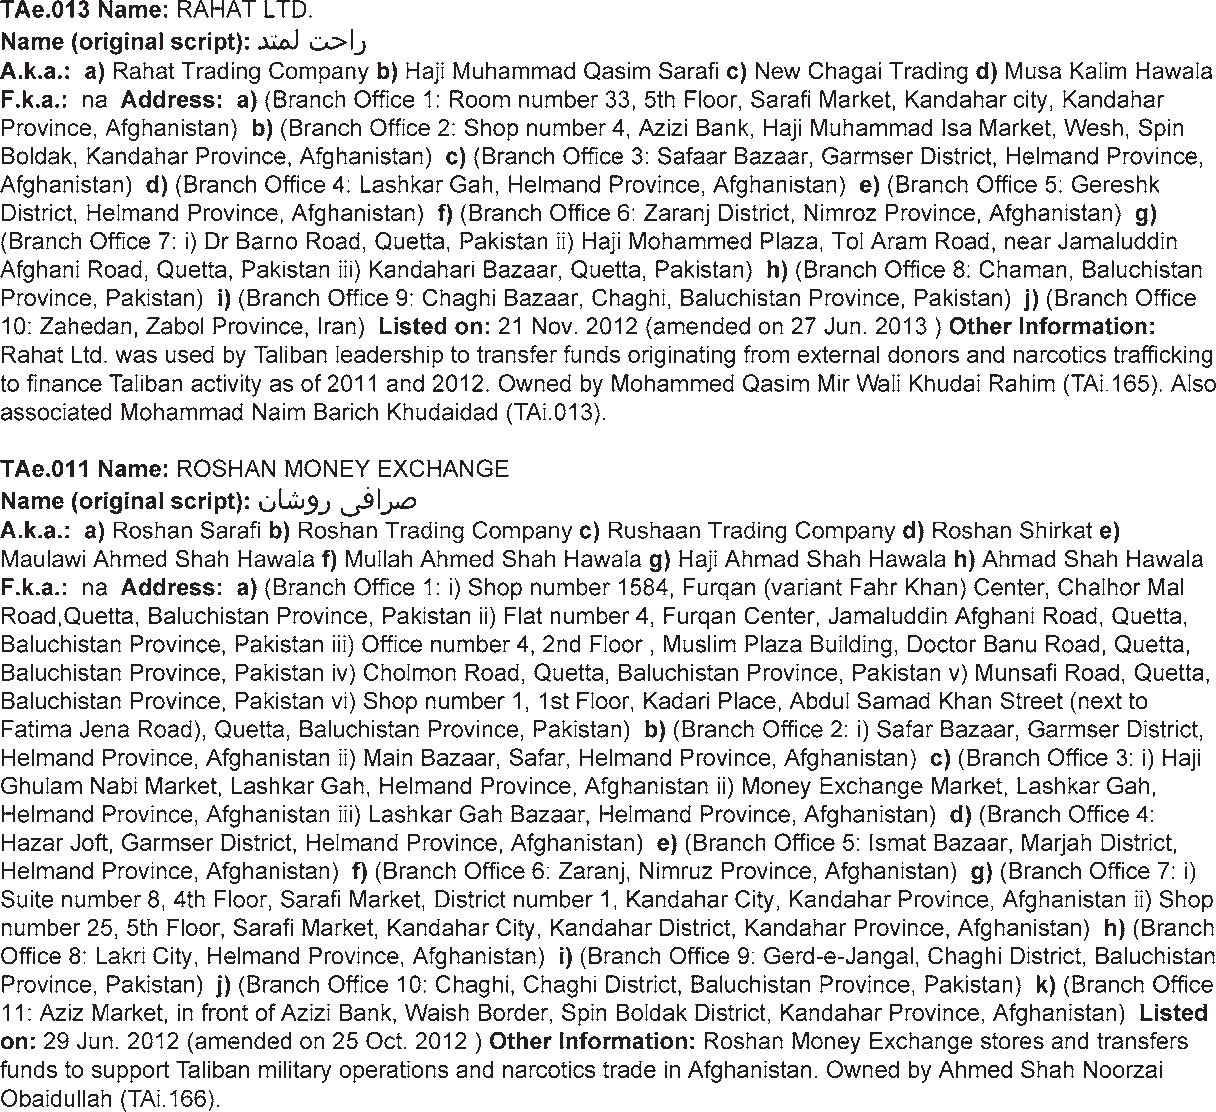 TAe.013 Name: RAHAT LTD.
Name (original script): راحت لمتد
A.k.a.: a) Rahat Trading Company b) Haji Muhammad Qasim Sarafi c) New Chagai Trading d) Musa Kalim Hawala
F.k.a.: na Address: a) (Branch Office 1: Room number 33, 5th Floor, Sarafi Market, Kandahar city, Kandahar
Province, Afghanistan) b) (Branch Office 2: Shop number 4, Azizi Bank, Haji Muhammad Isa Market, Wesh, Spin
Boldak, Kandahar Province, Afghanistan) c) (Branch Office 3: Safaar Bazaar, Garmser District, Helmand Province,
Afghanistan) d) (Branch Office 4: Lashkar Gah, Helmand Province, Afghanistan) e) (Branch Office 5: Gereshk
District, Helmand Province, Afghanistan) f) (Branch Office 6: Zaranj District, Nimroz Province, Afghanistan) g)
(Branch Office 7: i) Dr Barno Road, Quetta, Pakistan ii) Haji Mohammed Plaza, Tol Aram Road, near Jamaluddin
Afghani Road, Quetta, Pakistan iii) Kandahari Bazaar, Quetta, Pakistan) h) (Branch Office 8: Chaman, Baluchistan
Province, Pakistan) i) (Branch Office 9: Chaghi Bazaar, Chaghi, Baluchistan Province, Pakistan) j) (Branch Office
10: Zahedan, Zabol Province, Iran) Listed on: 21 Nov. 2012 (amended on 27 Jun. 2013 ) Other Information:
Rahat Ltd. was used by Taliban leadership to transfer funds originating from external donors and narcotics trafficking
to finance Taliban activity as of 2011 and 2012. Owned by Mohammed Qasim Mir Wali Khudai Rahim (TAi.165). Also
associated Mohammad Naim Barich Khudaidad (TAi.013).
TAe.011 Name: ROSHAN MONEY EXCHANGE
Name (original script): صرافی روشان
A.k.a.: a) Roshan Sarafi b) Roshan Trading Company c) Rushaan Trading Company d) Roshan Shirkat e)
Maulawi Ahmed Shah Hawala f) Mullah Ahmed Shah Hawala g) Haji Ahmad Shah Hawala h) Ahmad Shah Hawala
F.k.a.: na Address: a) (Branch Office 1: i) Shop number 1584, Furqan (variant Fahr Khan) Center, Chalhor Mal
Road,Quetta, Baluchistan Province, Pakistan ii) Flat number 4, Furqan Center, Jamaluddin Afghani Road, Quetta,
Baluchistan Province, Pakistan iii) Office number 4, 2nd Floor , Muslim Plaza Building, Doctor Banu Road, Quetta,
Baluchistan Province, Pakistan iv) Cholmon Road, Quetta, Baluchistan Province, Pakistan v) Munsafi Road, Quetta,
Baluchistan Province, Pakistan vi) Shop number 1, 1st Floor, Kadari Place, Abdul Samad Khan Street (next to
Fatima Jena Road), Quetta, Baluchistan Province, Pakistan) b) (Branch Office 2: i) Safar Bazaar, Garmser District,
Helmand Province, Afghanistan ii) Main Bazaar, Safar, Helmand Province, Afghanistan) c) (Branch Office 3: i) Haji
Ghulam Nabi Market, Lashkar Gah, Helmand Province, Afghanistan ii) Money Exchange Market, Lashkar Gah,
Helmand Province, Afghanistan iii) Lashkar Gah Bazaar, Helmand Province, Afghanistan) d) (Branch Office 4:
Hazar Joft, Garmser District, Helmand Province, Afghanistan) e) (Branch Office 5: Ismat Bazaar, Marjah District,
Helmand Province, Afghanistan) f) (Branch Office 6: Zaranj, Nimruz Province, Afghanistan) g) (Branch Office 7: i)
Suite number 8, 4th Floor, Sarafi Market, District number 1, Kandahar City, Kandahar Province, Afghanistan ii) Shop
number 25, 5th Floor, Sarafi Market, Kandahar City, Kandahar District, Kandahar Province, Afghanistan) h) (Branch
Office 8: Lakri City, Helmand Province, Afghanistan) i) (Branch Office 9: Gerd-e-Jangal, Chaghi District, Baluchistan
Province, Pakistan) j) (Branch Office 10: Chaghi, Chaghi District, Baluchistan Province, Pakistan) k) (Branch Office
11: Aziz Market, in front of Azizi Bank, Waish Border, Spin Boldak District, Kandahar Province, Afghanistan) Listed
on: 29 Jun. 2012 (amended on 25 Oct. 2012 ) Other Information: Roshan Money Exchange stores and transfers
funds to support Taliban military operations and narcotics trade in Afghanistan. Owned by Ahmed Shah Noorzai
Obaidullah (TAi.166).